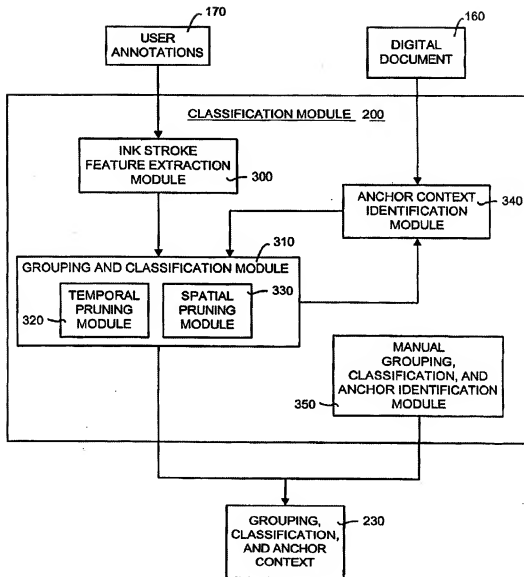 170
USER
ANNOTATIONS
160
DIGITAL
DOCUMENT
CLASSIFICATION MODULE 200
INK STROKE
FEATURE EXTRACTION
MODULE
300
ANCHOR CONTEXT
IDENTIFICATION
MODULE
340
310
GROUPING AND CLASSIFICATION MODULE
TEMPORAL
PRUNING
MODULE
320
SPATIAL
PRUNING
MODULE
330
MANUAL
GROUPING,
CLASSIFICATION, AND
ANCHOR IDENTIFICATION
MODULE
350
GROUPING,
CLASSIFICATION,
AND ANCHOR
CONTEXT
230